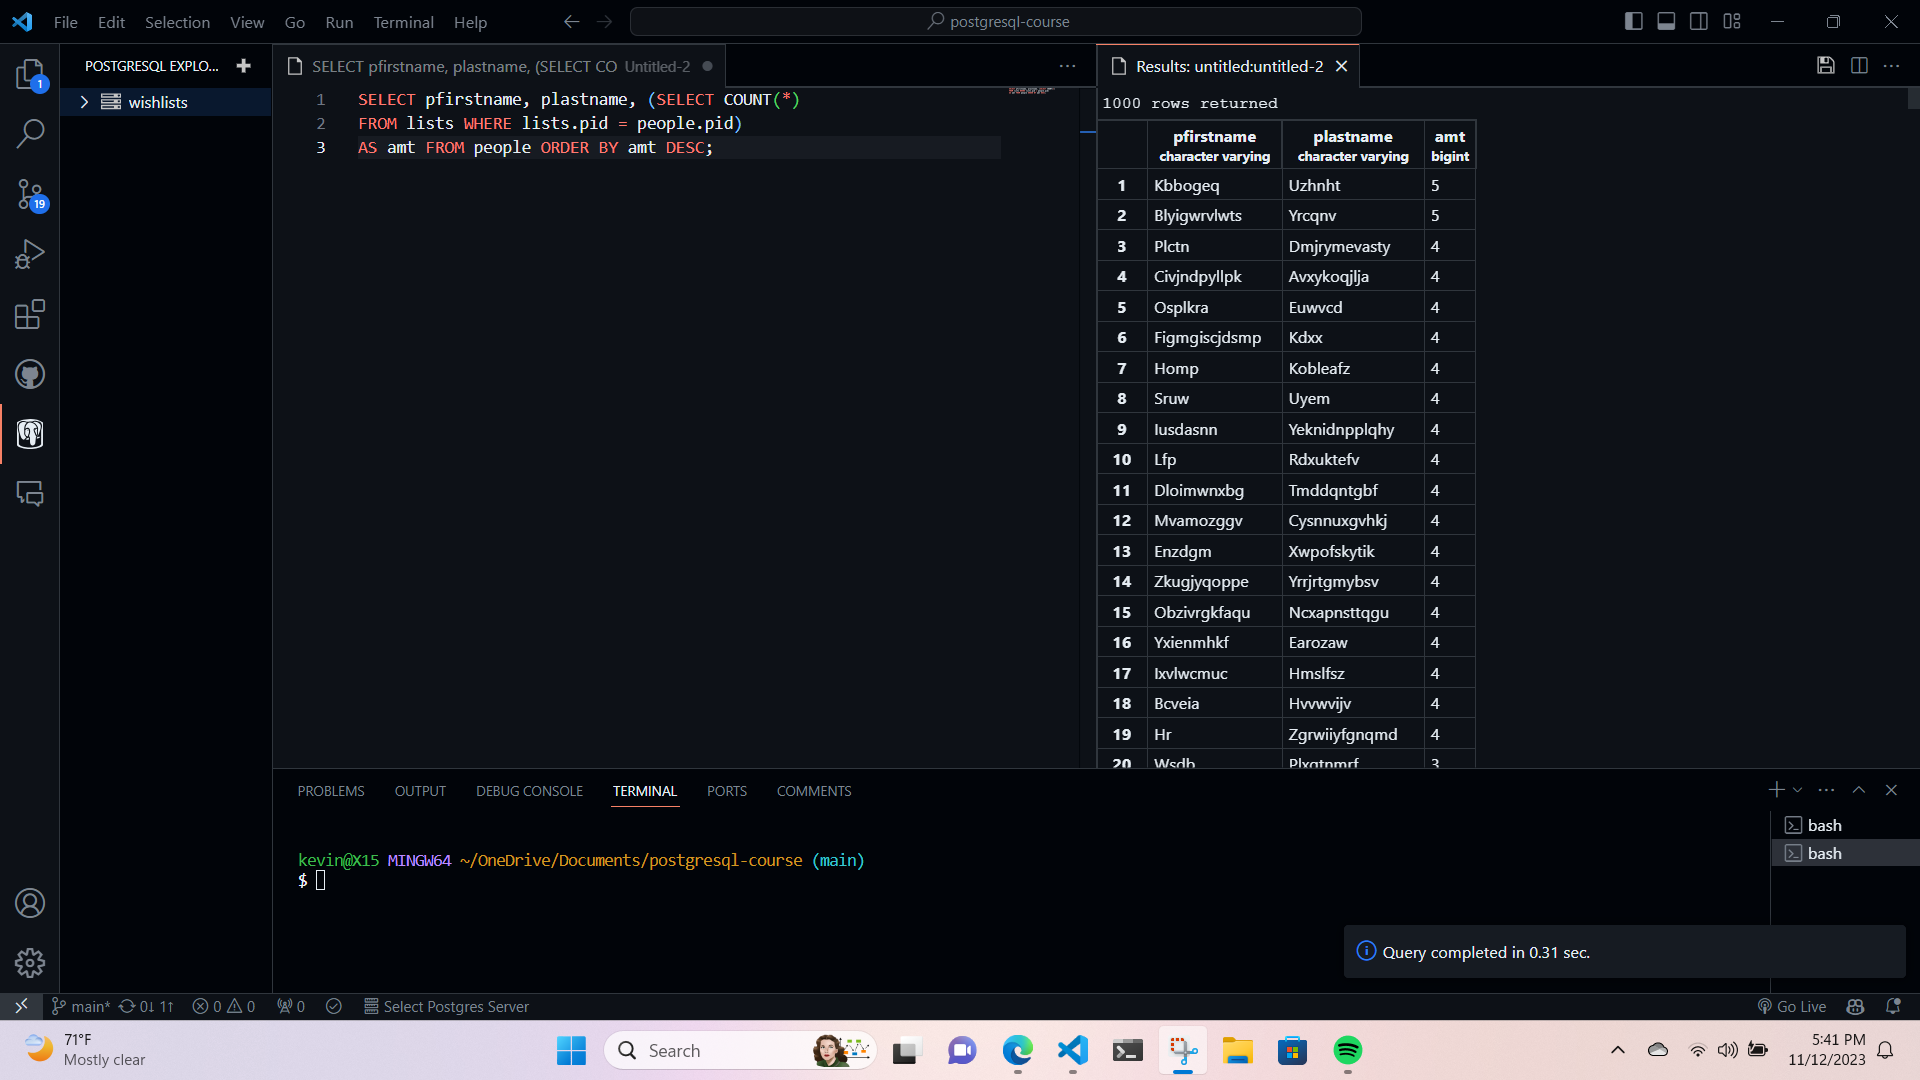 File Edit Selection View Go Run Terminal Help
postgresql-course
POSTGRESQL EXPLO...
wishlists
1
19
SELECT pfirstname, plastname, (SELECT CO Untitled-2
1 SELECT pfirstname, plastname, (SELECT COUNT(*)
2 FROM lists WHERE lists.pid = people.pid)
3 AS amt FROM people ORDER BY amt DESC;
Results: untitled:untitled-2
1000 rows returned
pfirstname plastname amt
character varying character varying bigint
1 Kbbogeq Uzhnht 5
2 Blyigwrvlwts Yrcqnv 5
3 Plctn Dmjrymevasty 4
4 Civjndpyllpk Avxykoqjlja 4
5 Osplkra Euwvcd 4
6 Figmgiscjdsmp Kdxx 4
7 Homp Kobleafz 4
8 Sruw Uyem 4
9 Iusdasnn Yeknidnpplqhy 4
10 Lfp Rdxuktefv 4
11 Dloimwnxbg Tmddqntgbf 4
12 Mvamozggv Cysnnuxgvhkj 4
13 Enzdgm Xwpofskytik 4
14 Zkugjyqoppe Yrrjrtgmybsv 4
15 Obzivrgkfaqu Ncxapnsttqgu 4
16 Yxienmhkf Earozaw 4
17 Ixvlwcmuc Hmslfsz 4
18 Bcveia Hvvwvijv 4
19 Hr Zgrwiiyfgnqmd 4
20 Wsdb Plxqtnmrf 3
PROBLEMS OUTPUT DEBUG CONSOLE TERMINAL PORTS COMMENTS
kevin@X15 MINGW64 ~/OneDrive/Documents/postgresql-course (main)
$
bash
bash
Query completed in 0.31 sec.
main* 0↓ 1↑ 0 0 0 Select Postgres Server
Go Live
71°F
Mostly clear
Search
5:41 PM
11/12/2023